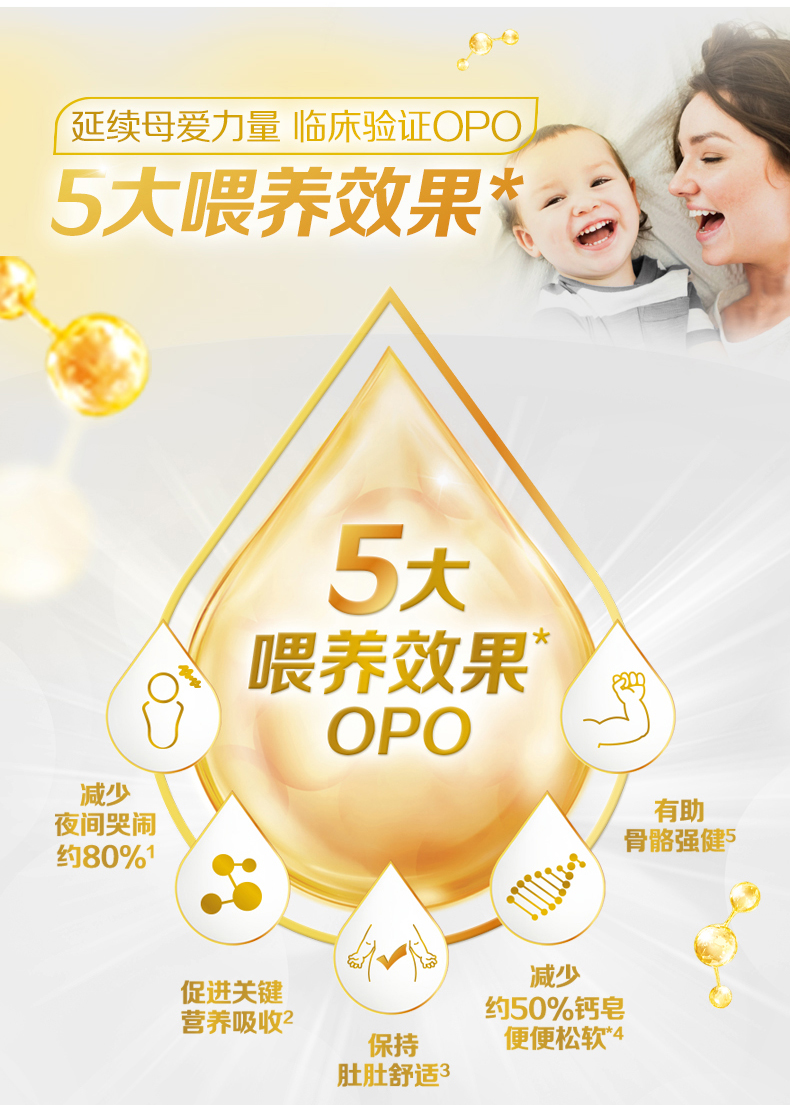 延续母爱力量 临床验证OPO
5大喂养效果*
5大
喂养效果*
OPO
减少
夜间哭闹
约80%¹
促进关键
营养吸收²
保持
肚肚舒适³
减少
约50%钙皂
便便松软*⁴
有助
骨骼强健⁵